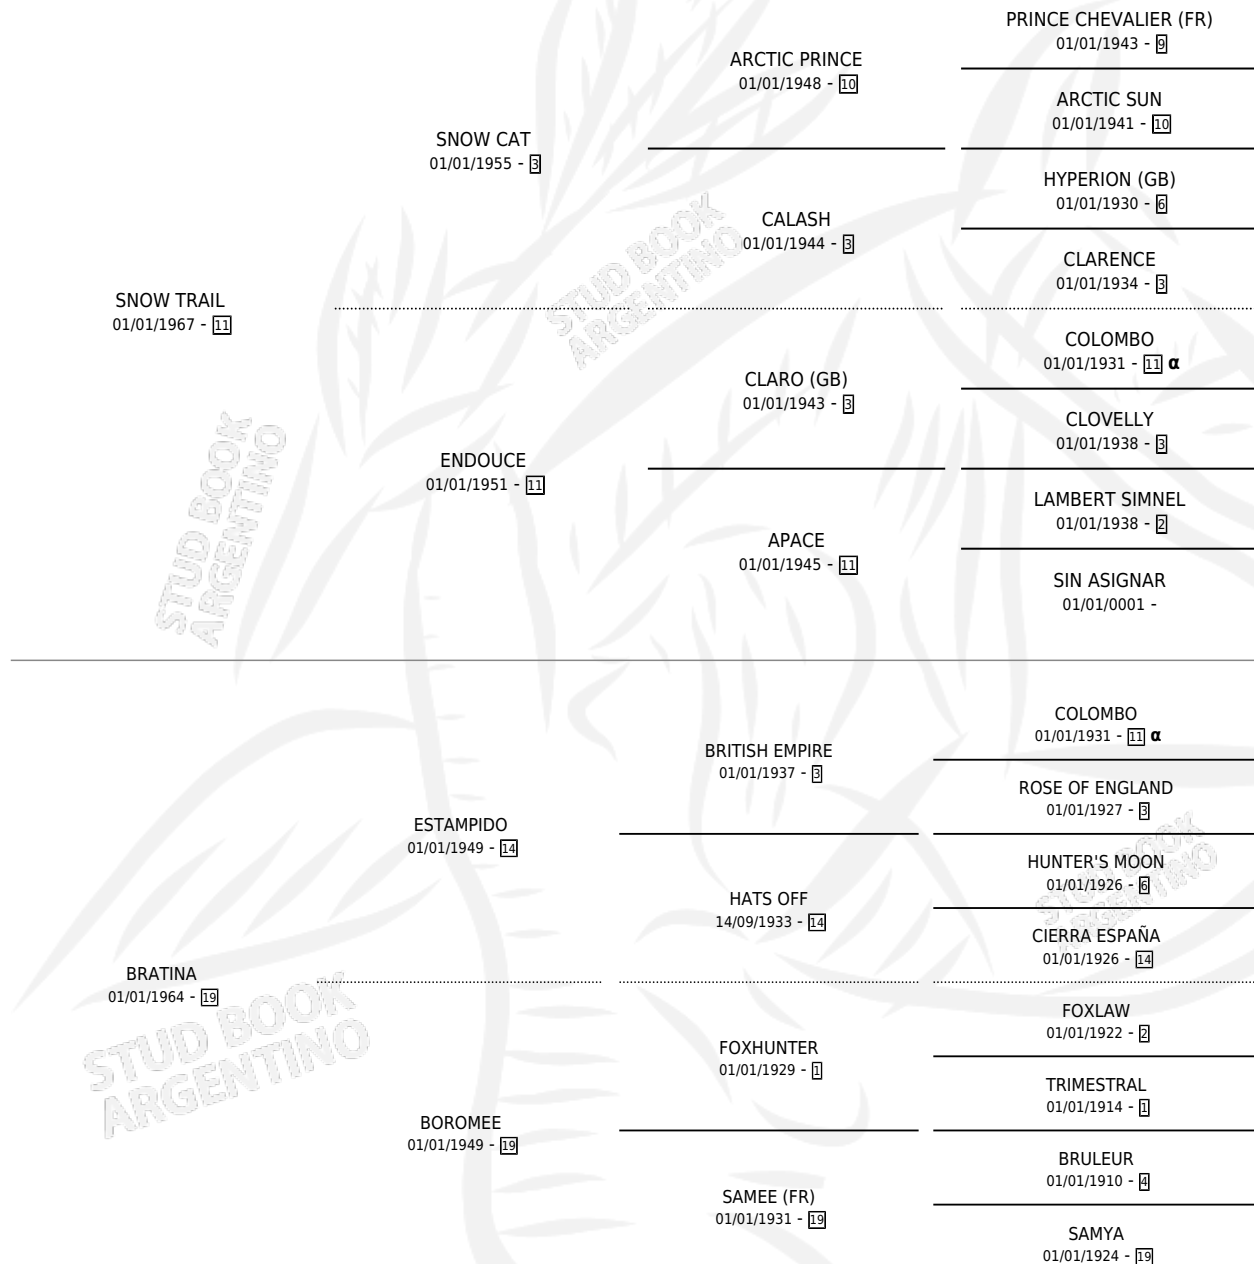 PRINCE CHEVALIER (FR)
01/01/1943 - 9
ARCTIC PRINCE
01/01/1948 - 10
ARCTIC SUN
01/01/1941 - 10
SNOW CAT
01/01/1955 - 3
HYPERION (GB)
01/01/1930 - 6
CALASH
01/01/1944 - 3
CLARENCE
01/01/1934 - 3
SNOW TRAIL
01/01/1967 - 11
COLOMBO
01/01/1931 - 11 α
CLARO (GB)
01/01/1943 - 3
CLOVELLY
01/01/1938 - 3
ENDOUCE
01/01/1951 - 11
LAMBERT SIMNEL
01/01/1938 - 2
APACE
01/01/1945 - 11
SIN ASIGNAR
01/01/0001 -
COLOMBO
01/01/1931 - 11 α
BRITISH EMPIRE
01/01/1937 - 3
ROSE OF ENGLAND
01/01/1927 - 3
ESTAMPIDO
01/01/1949 - 14
HUNTER'S MOON
01/01/1926 - 6
HATS OFF
14/09/1933 - 14
CIERRA ESPAÑA
01/01/1926 - 14
BRATINA
01/01/1964 - 19
FOXLAW
01/01/1922 - 2
FOXHUNTER
01/01/1929 - 1
TRIMESTRAL
01/01/1914 - 1
BOROMEE
01/01/1949 - 19
BRULEUR
01/01/1910 - 4
SAMEE (FR)
01/01/1931 - 19
SAMYA
01/01/1924 - 19
STUD BOOK
ARGENTINO
STUD BOOK
ARGENTINO
STUD BOOK
ARGENTINO
STUD BOOK
ARGENTINO